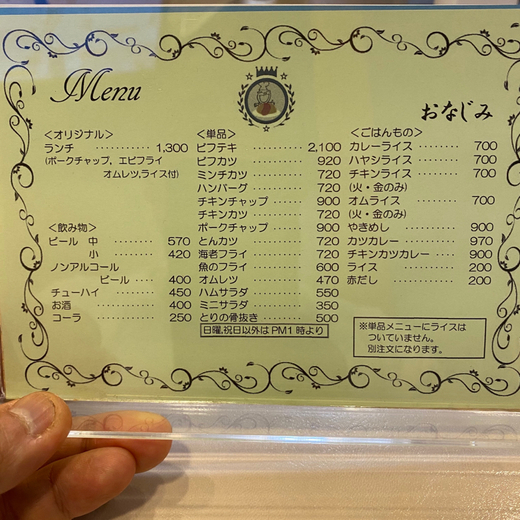 Menu
おなじみ
＜オリジナル＞
ランチ ············ 1,300
(ポークチャップ、エビフライ
オムレツ,ライス付)
＜飲み物＞
ビール 中 ············ 570
小 ············ 420
ノンアルコール
ビール ···· 400
チューハイ ········ 450
お酒 ············ 400
コーラ ············ 250
＜単品＞
ビフテキ ············ 2,100
ビフカツ ············ 920
ミンチカツ ········ 720
ハンバーグ ········ 720
チキンチャップ ···· 900
チキンカツ ········ 720
ポークチャップ ···· 900
とんカツ ············ 720
海老フライ ········ 720
魚のフライ ········ 600
オムレツ ············ 470
ハムサラダ ········ 550
ミニサラダ ········ 350
とりの骨抜き ········ 500
日曜,祝日以外はPM1時より
＜ごはんもの＞
カレーライス ······ 700
ハヤシライス ······ 700
チキンライス ······ 700
(火・金のみ)
オムライス ········ 700
(火・金のみ)
やきめし ············ 900
カツカレー ········ 970
チキンカツカレー ·· 900
ライス ············ 200
赤だし ············ 200
※単品メニューにライスは
ついていません。
別注文になります。